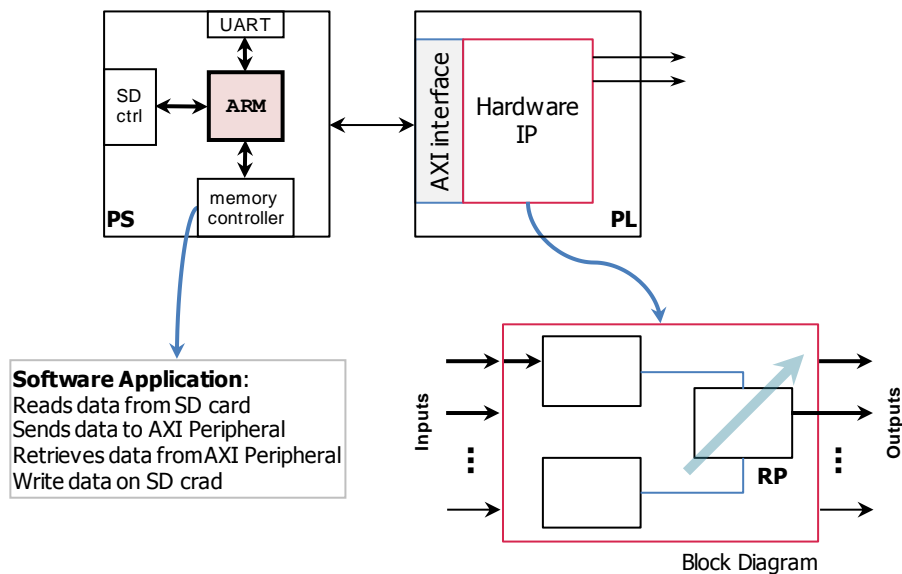 UART
SD
ctrl
ARM
memory
controller
PS
AXI interface
Hardware
IP
PL
Software Application:
Reads data from SD card
Sends data to AXI Peripheral
Retrieves data from AXI Peripheral
Write data on SD crad
Inputs
...
RP
...
Outputs
Block Diagram